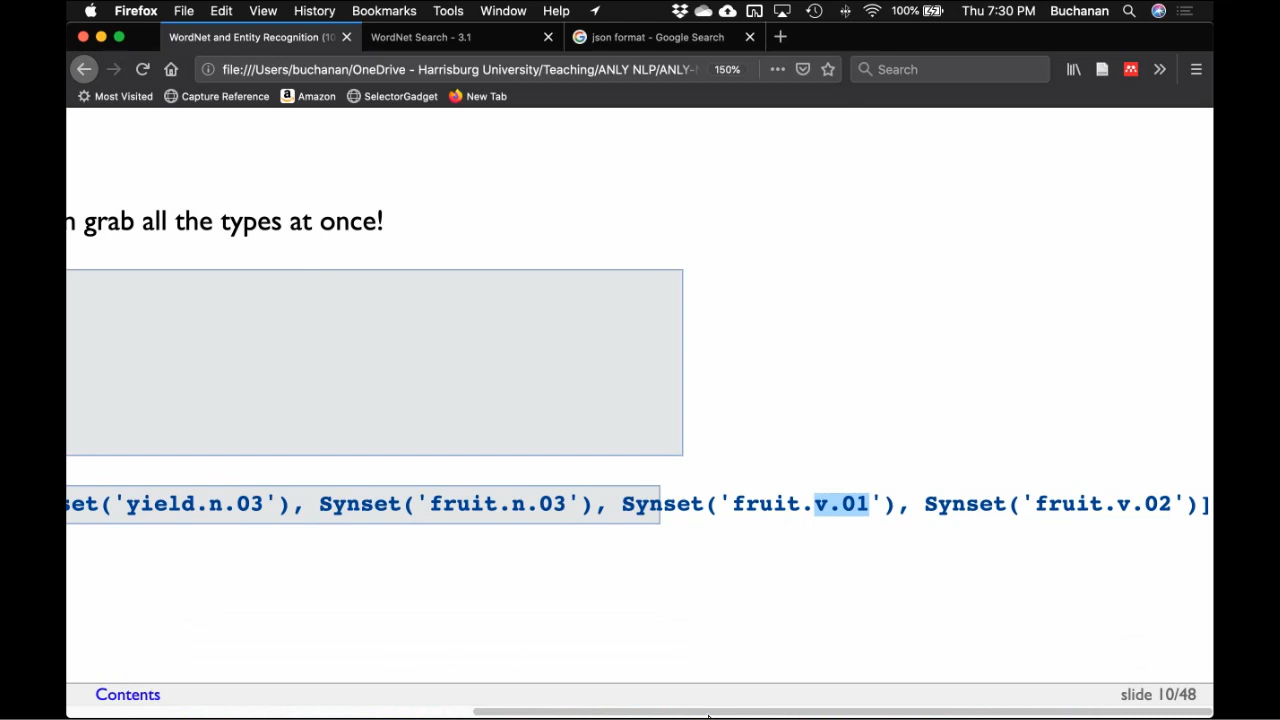 Firefox File Edit View History Bookmarks Tools Window Help 100% Thu 7:30 PM Buchanan
WordNet and Entity Recognition (10 WordNet Search - 3.1 json format - Google Search
file:///Users/buchanan/OneDrive - Harrisburg University/Teaching/ANLY NLP/ANLY- 150% Search
Most Visited Capture Reference Amazon SelectorGadget New Tab
n grab all the types at once!
set('yield.n.03'), Synset('fruit.n.03'), Synset('fruit.v.01'), Synset('fruit.v.02')]
Contents slide 10/48